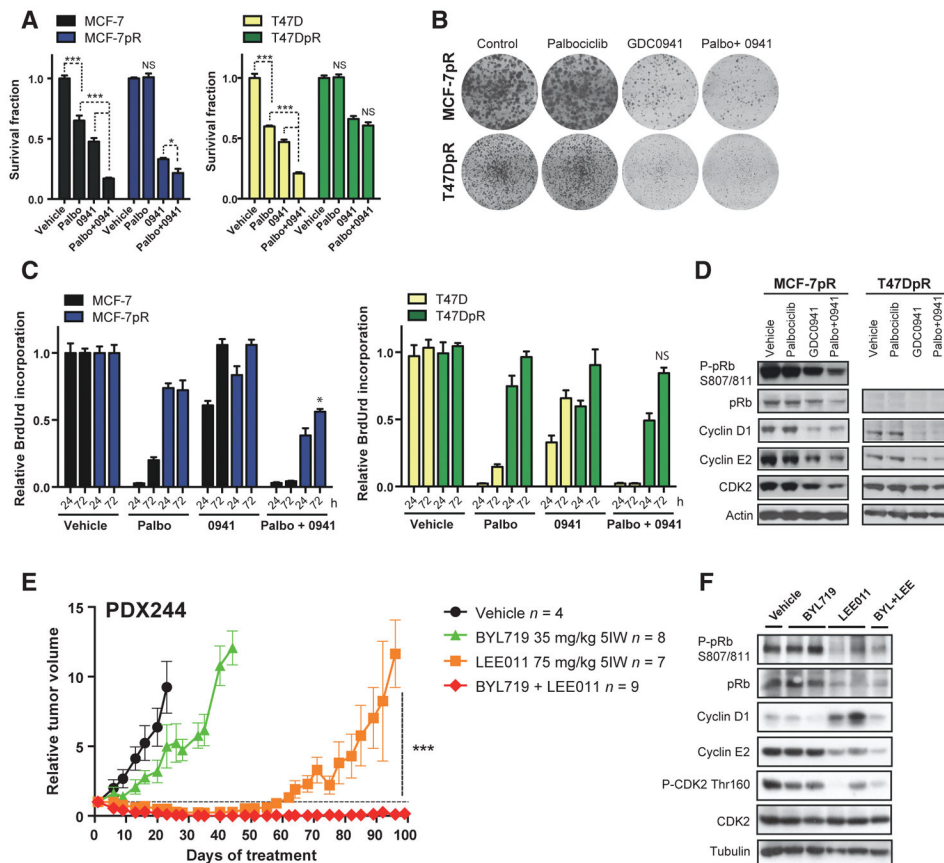 A
MCF-7
MCF-7pR
T47D
T47DpR
Survival fraction
1.0
0.5
0.0
***
***
NS
*
Vehicle
Palbo
0941
Palbo+0941
Vehicle
Palbo
0941
Palbo+0941
Survival fraction
1.0
0.5
0.0
***
***
NS
NS
Vehicle
Palbo
0941
Palbo+0941
Vehicle
Palbo
0941
Palbo+0941
B
Control
Palbociclib
GDC0941
Palbo+ 0941
MCF-7pR
T47DpR
C
MCF-7
MCF-7pR
Relative BrdUrd incorporation
1.0
0.5
0.0
*
24 72 24 72 24 72 24 72 24 72 24 72 24 72 24 72 h
Vehicle Palbo 0941 Palbo + 0941
T47D
T47DpR
Relative BrdUrd incorporation
1.0
0.5
0.0
NS
24 72 24 72 24 72 24 72 24 72 24 72 24 72 24 72 h
Vehicle Palbo 0941 Palbo + 0941
D
MCF-7pR
T47DpR
Vehicle
Palbociclib
GDC0941
Palbo+0941
Vehicle
Palbociclib
GDC0941
Palbo+0941
P-pRb
S807/811
pRb
Cyclin D1
Cyclin E2
CDK2
Actin
E
PDX244
Relative tumor volume
15
10
5
0
0 10 20 30 40 50 60 70 80 90 100
Days of treatment
Vehicle n = 4
BYL719 35 mg/kg 5IW n = 8
LEE011 75 mg/kg 5IW n = 7
BYL719 + LEE011 n = 9
***
F
Vehicle
BYL719
LEE011
BYL+LEE
P-pRb
S807/811
pRb
Cyclin D1
Cyclin E2
P-CDK2 Thr160
CDK2
Tubulin